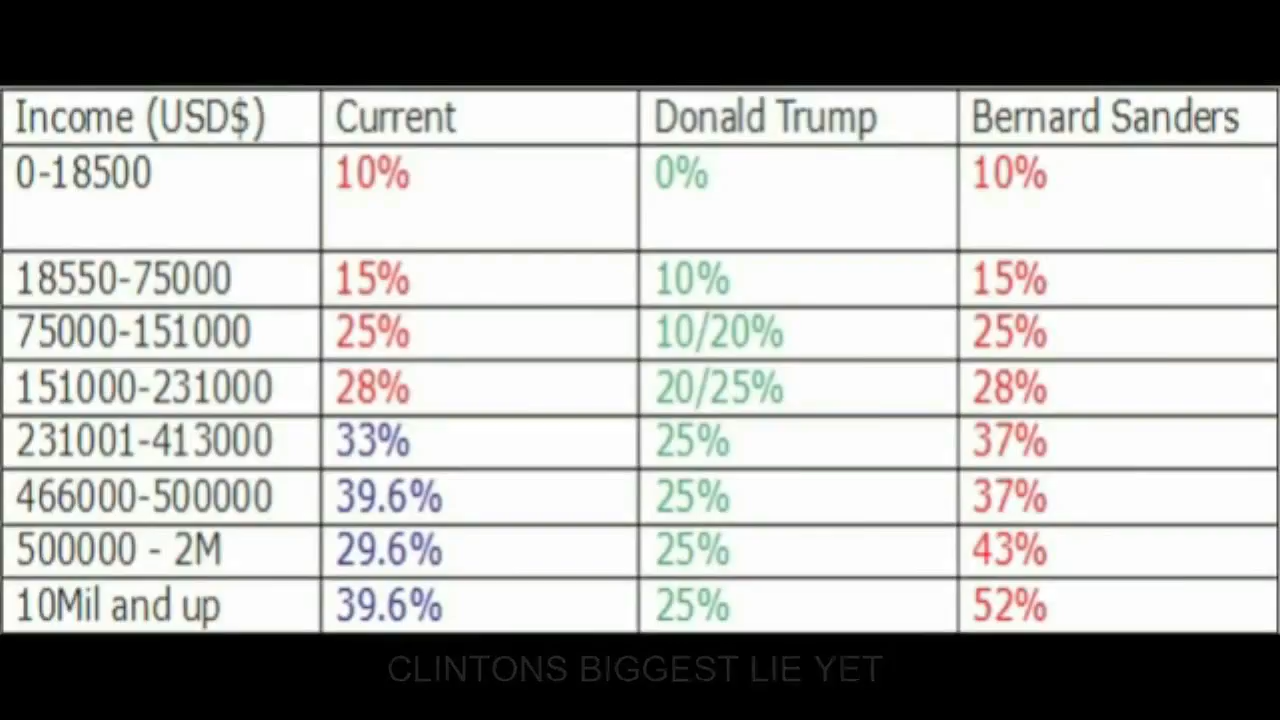 Income (USD$) Current Donald Trump Bernard Sanders
0-18500 10% 0% 10%
18550-75000 15% 10% 15%
75000-151000 25% 10/20% 25%
151000-231000 28% 20/25% 28%
231001-413000 33% 25% 37%
466000-500000 39.6% 25% 37%
500000 - 2M 29.6% 25% 43%
10Mil and up 39.6% 25% 52%
CLINTONS BIGGEST LIE YET